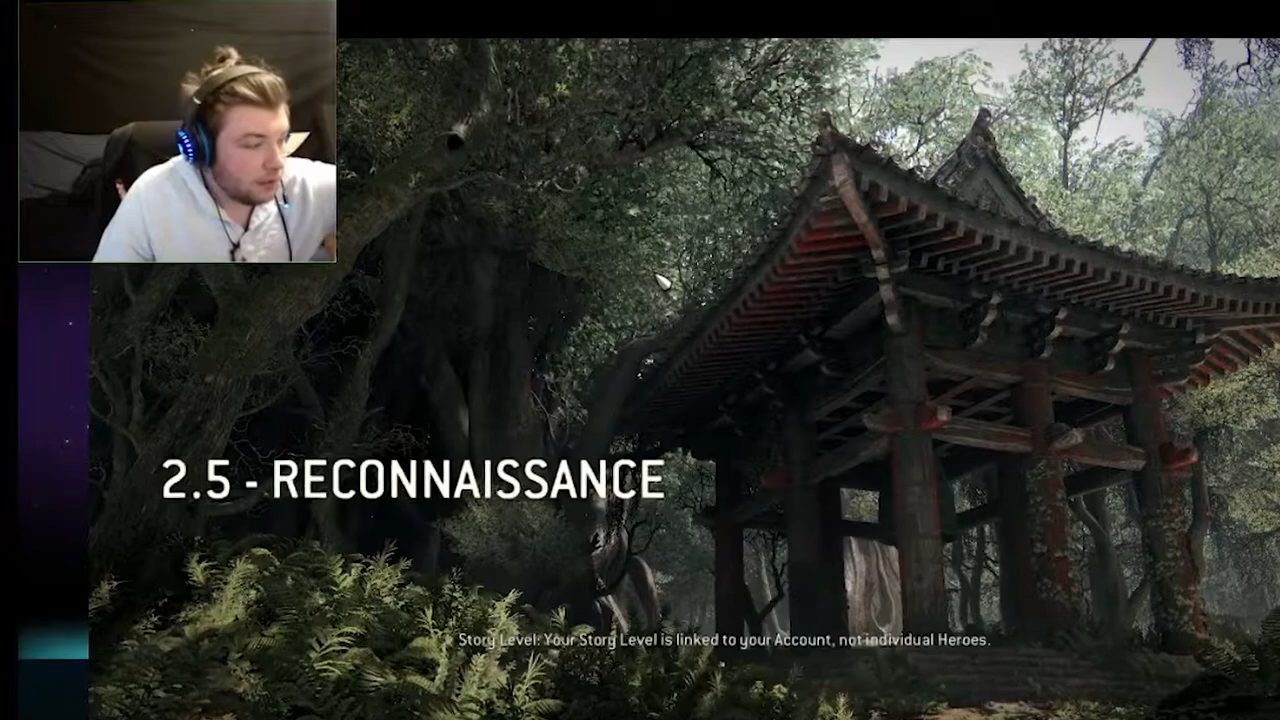 2.5 - RECONNAISSANCE
Story Level: Your Story Level is linked to your Account, not individual Heroes.